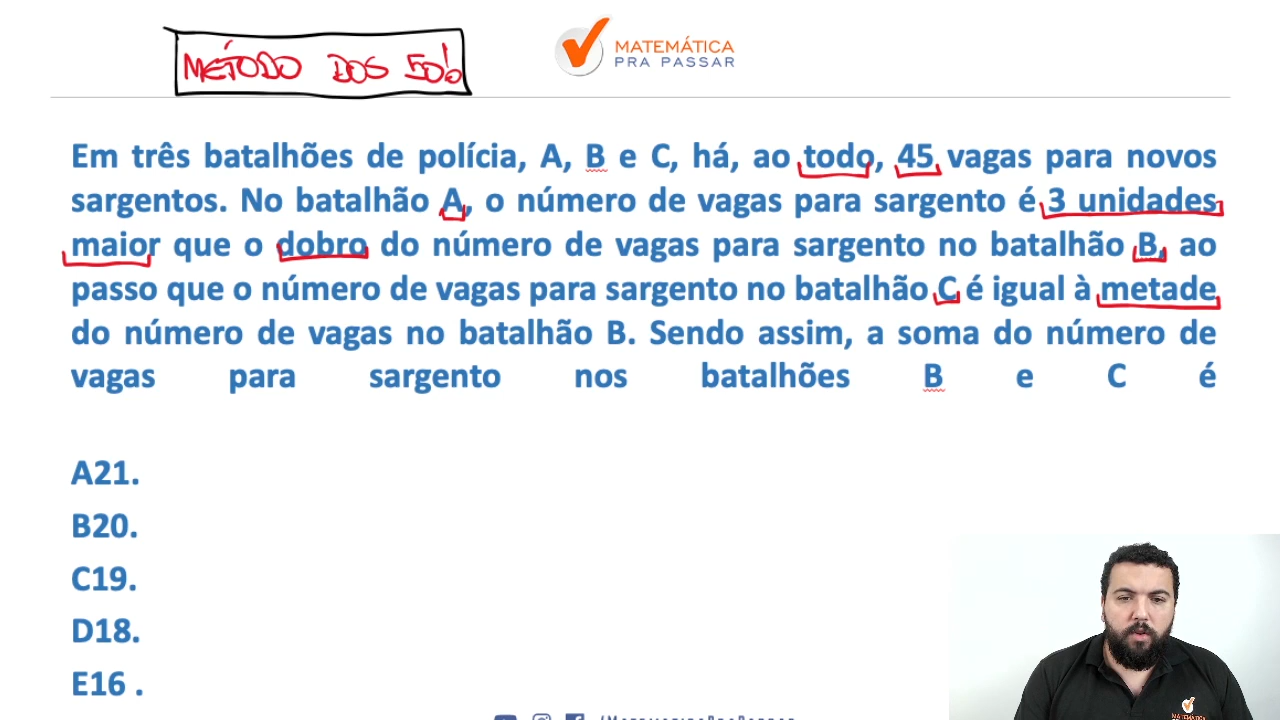 MÉTODO DOS 50!
MATEMÁTICA
PRA PASSAR
Em três batalhões de polícia, A, B e C, há, ao todo, 45 vagas para novos
sargentos. No batalhão A, o número de vagas para sargento é 3 unidades
maior que o dobro do número de vagas para sargento no batalhão B, ao
passo que o número de vagas para sargento no batalhão C é igual à metade
do número de vagas no batalhão B. Sendo assim, a soma do número de
vagas para sargento nos batalhões B e C é
A21.
B20.
C19.
D18.
E16 .
MATEMÁTICA